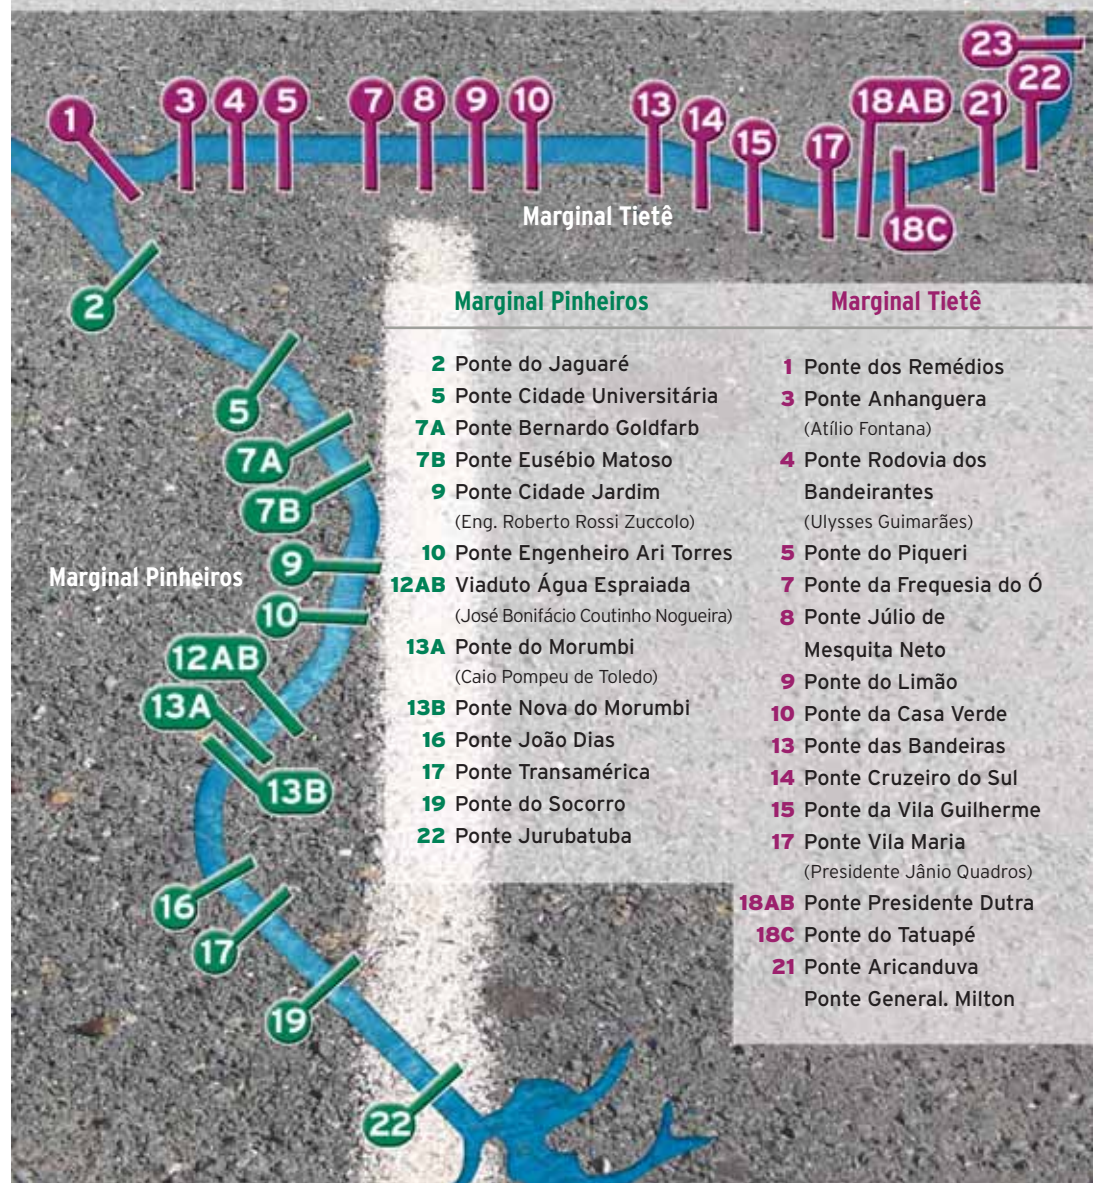 23
22
1
3
4
5
7
8
9
10
13
14
15
17
18AB
21
18C
Marginal Tietê
2
5
7A
7B
9
Marginal Pinheiros
10
12AB
13A
13B
16
17
19
22
Marginal Pinheiros
2 Ponte do Jaguaré
5 Ponte Cidade Universitária
7A Ponte Bernardo Goldfarb
7B Ponte Eusébio Matoso
9 Ponte Cidade Jardim
(Eng. Roberto Rossi Zuccolo)
10 Ponte Engenheiro Ari Torres
12AB Viaduto Água Espraiada
(José Bonifácio Coutinho Nogueira)
13A Ponte do Morumbi
(Caio Pompeu de Toledo)
13B Ponte Nova do Morumbi
16 Ponte João Dias
17 Ponte Transamérica
19 Ponte do Socorro
22 Ponte Jurubatuba
Marginal Tietê
1 Ponte dos Remédios
3 Ponte Anhanguera
(Atílio Fontana)
4 Ponte Rodovia dos
Bandeirantes
(Ulysses Guimarães)
5 Ponte do Piqueri
7 Ponte da Frequesia do Ó
8 Ponte Júlio de
Mesquita Neto
9 Ponte do Limão
10 Ponte da Casa Verde
13 Ponte das Bandeiras
14 Ponte Cruzeiro do Sul
15 Ponte da Vila Guilherme
17 Ponte Vila Maria
(Presidente Jânio Quadros)
18AB Ponte Presidente Dutra
18C Ponte do Tatuapé
21 Ponte Aricanduva
Ponte General. Milton